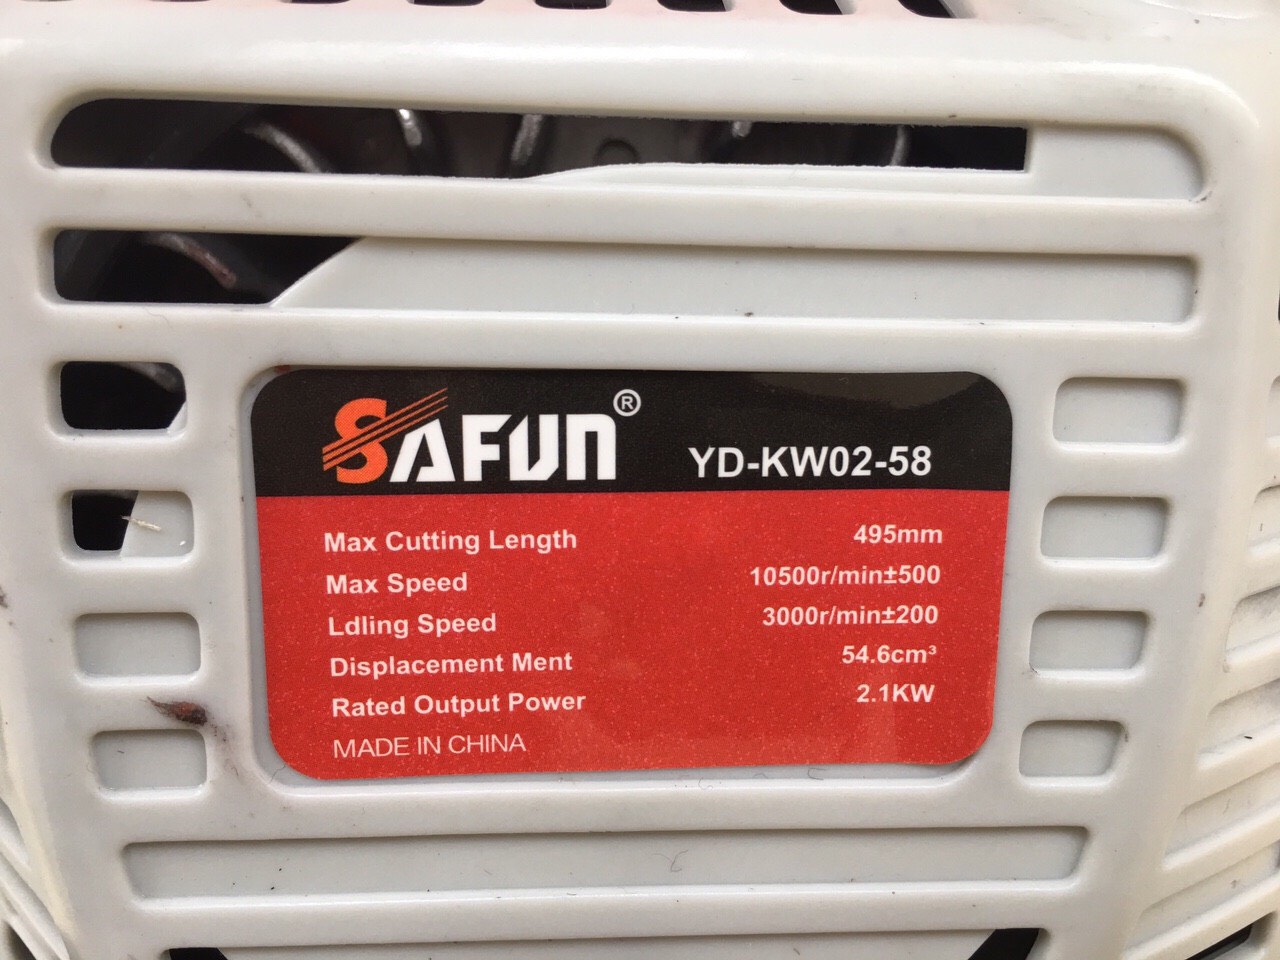 SAFUN® YD-KW02-58
Max Cutting Length 495mm
Max Speed 10500r/min±500
Ldling Speed 3000r/min±200
Displacement Ment 54.6cm³
Rated Output Power 2.1KW
MADE IN CHINA